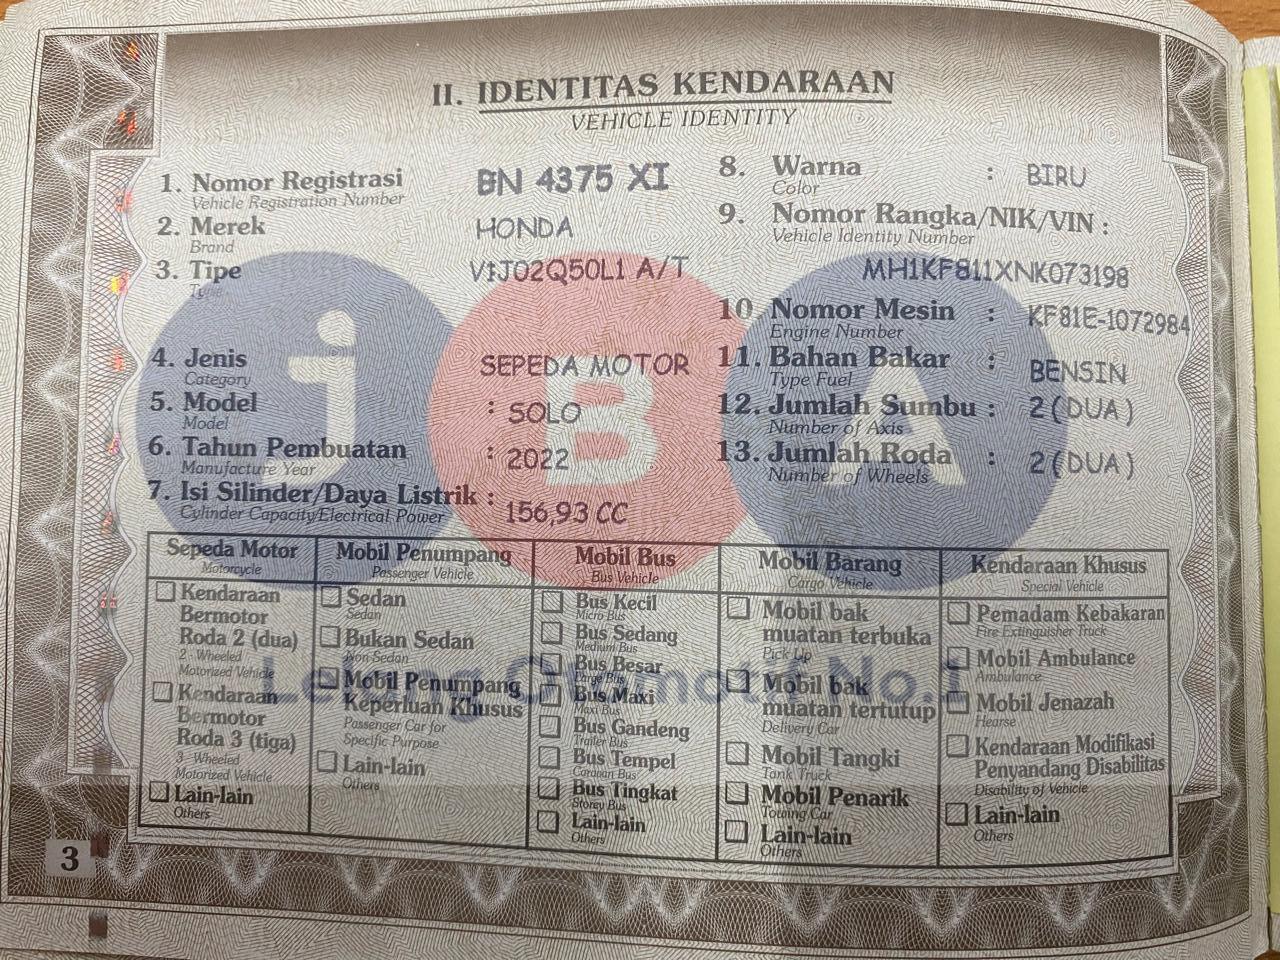 II. IDENTITAS KENDARAAN
VEHICLE IDENTITY
1. Nomor Registrasi BN 4375 XI
Vehicle Registration Number
2. Merek HONDA
Brand
3. Tipe V1J02Q50L1 A/T
Type
4. Jenis SEPEDA MOTOR
Category
5. Model : SOLO
Model
6. Tahun Pembuatan : 2022
Manufacture Year
7. Isi Silinder/Daya Listrik : 156,93 CC
Cylinder Capacity/Electrical Power
8. Warna : BIRU
Color
9. Nomor Rangka/NIK/VIN :
Vehicle Identity Number
MH1KF811XNK073198
10 Nomor Mesin : KF81E-1072984
Engine Number
11. Bahan Bakar : BENSIN
Type Fuel
12. Jumlah Sumbu : 2 (DUA)
Number of Axis
13. Jumlah Roda : 2 (DUA)
Number of Wheels
Sepeda Motor
Motorcycle
Kendaraan
Bermotor
Roda 2 (dua)
2 - Wheeled
Motorized Vehicle
Kendaraan
Bermotor
Roda 3 (tiga)
3 - Wheeled
Motorized Vehicle
Lain-lain
Others
Mobil Penumpang
Passenger Vehicle
Sedan
Sedan
Bukan Sedan
Non Sedan
Mobil Penumpang
Keperluan Khusus
Passenger Car for
Specific Purpose
Lain-lain
Others
Mobil Bus
Bus Vehicle
Bus Kecil
Micro Bus
Bus Sedang
Medium Bus
Bus Besar
Large Bus
Bus Maxi
Maxi Bus
Bus Gandeng
Trailer Bus
Bus Tempel
Caravan Bus
Bus Tingkat
Storey Bus
Lain-lain
Others
Mobil Barang
Cargo Vehicle
Mobil bak
muatan terbuka
Pick Up
Mobil bak
muatan tertutup
Delivery Car
Mobil Tangki
Tank Truck
Mobil Penarik
Towing Car
Lain-lain
Others
Kendaraan Khusus
Special Vehicle
Pemadam Kebakaran
Fire Extinguisher Truck
Mobil Ambulance
Ambulance
Mobil Jenazah
Hearse
Kendaraan Modifikasi
Penyandang Disabilitas
Disability of Vehicle
Lain-lain
Others
3
jBA
Lelang Otomotif No.1